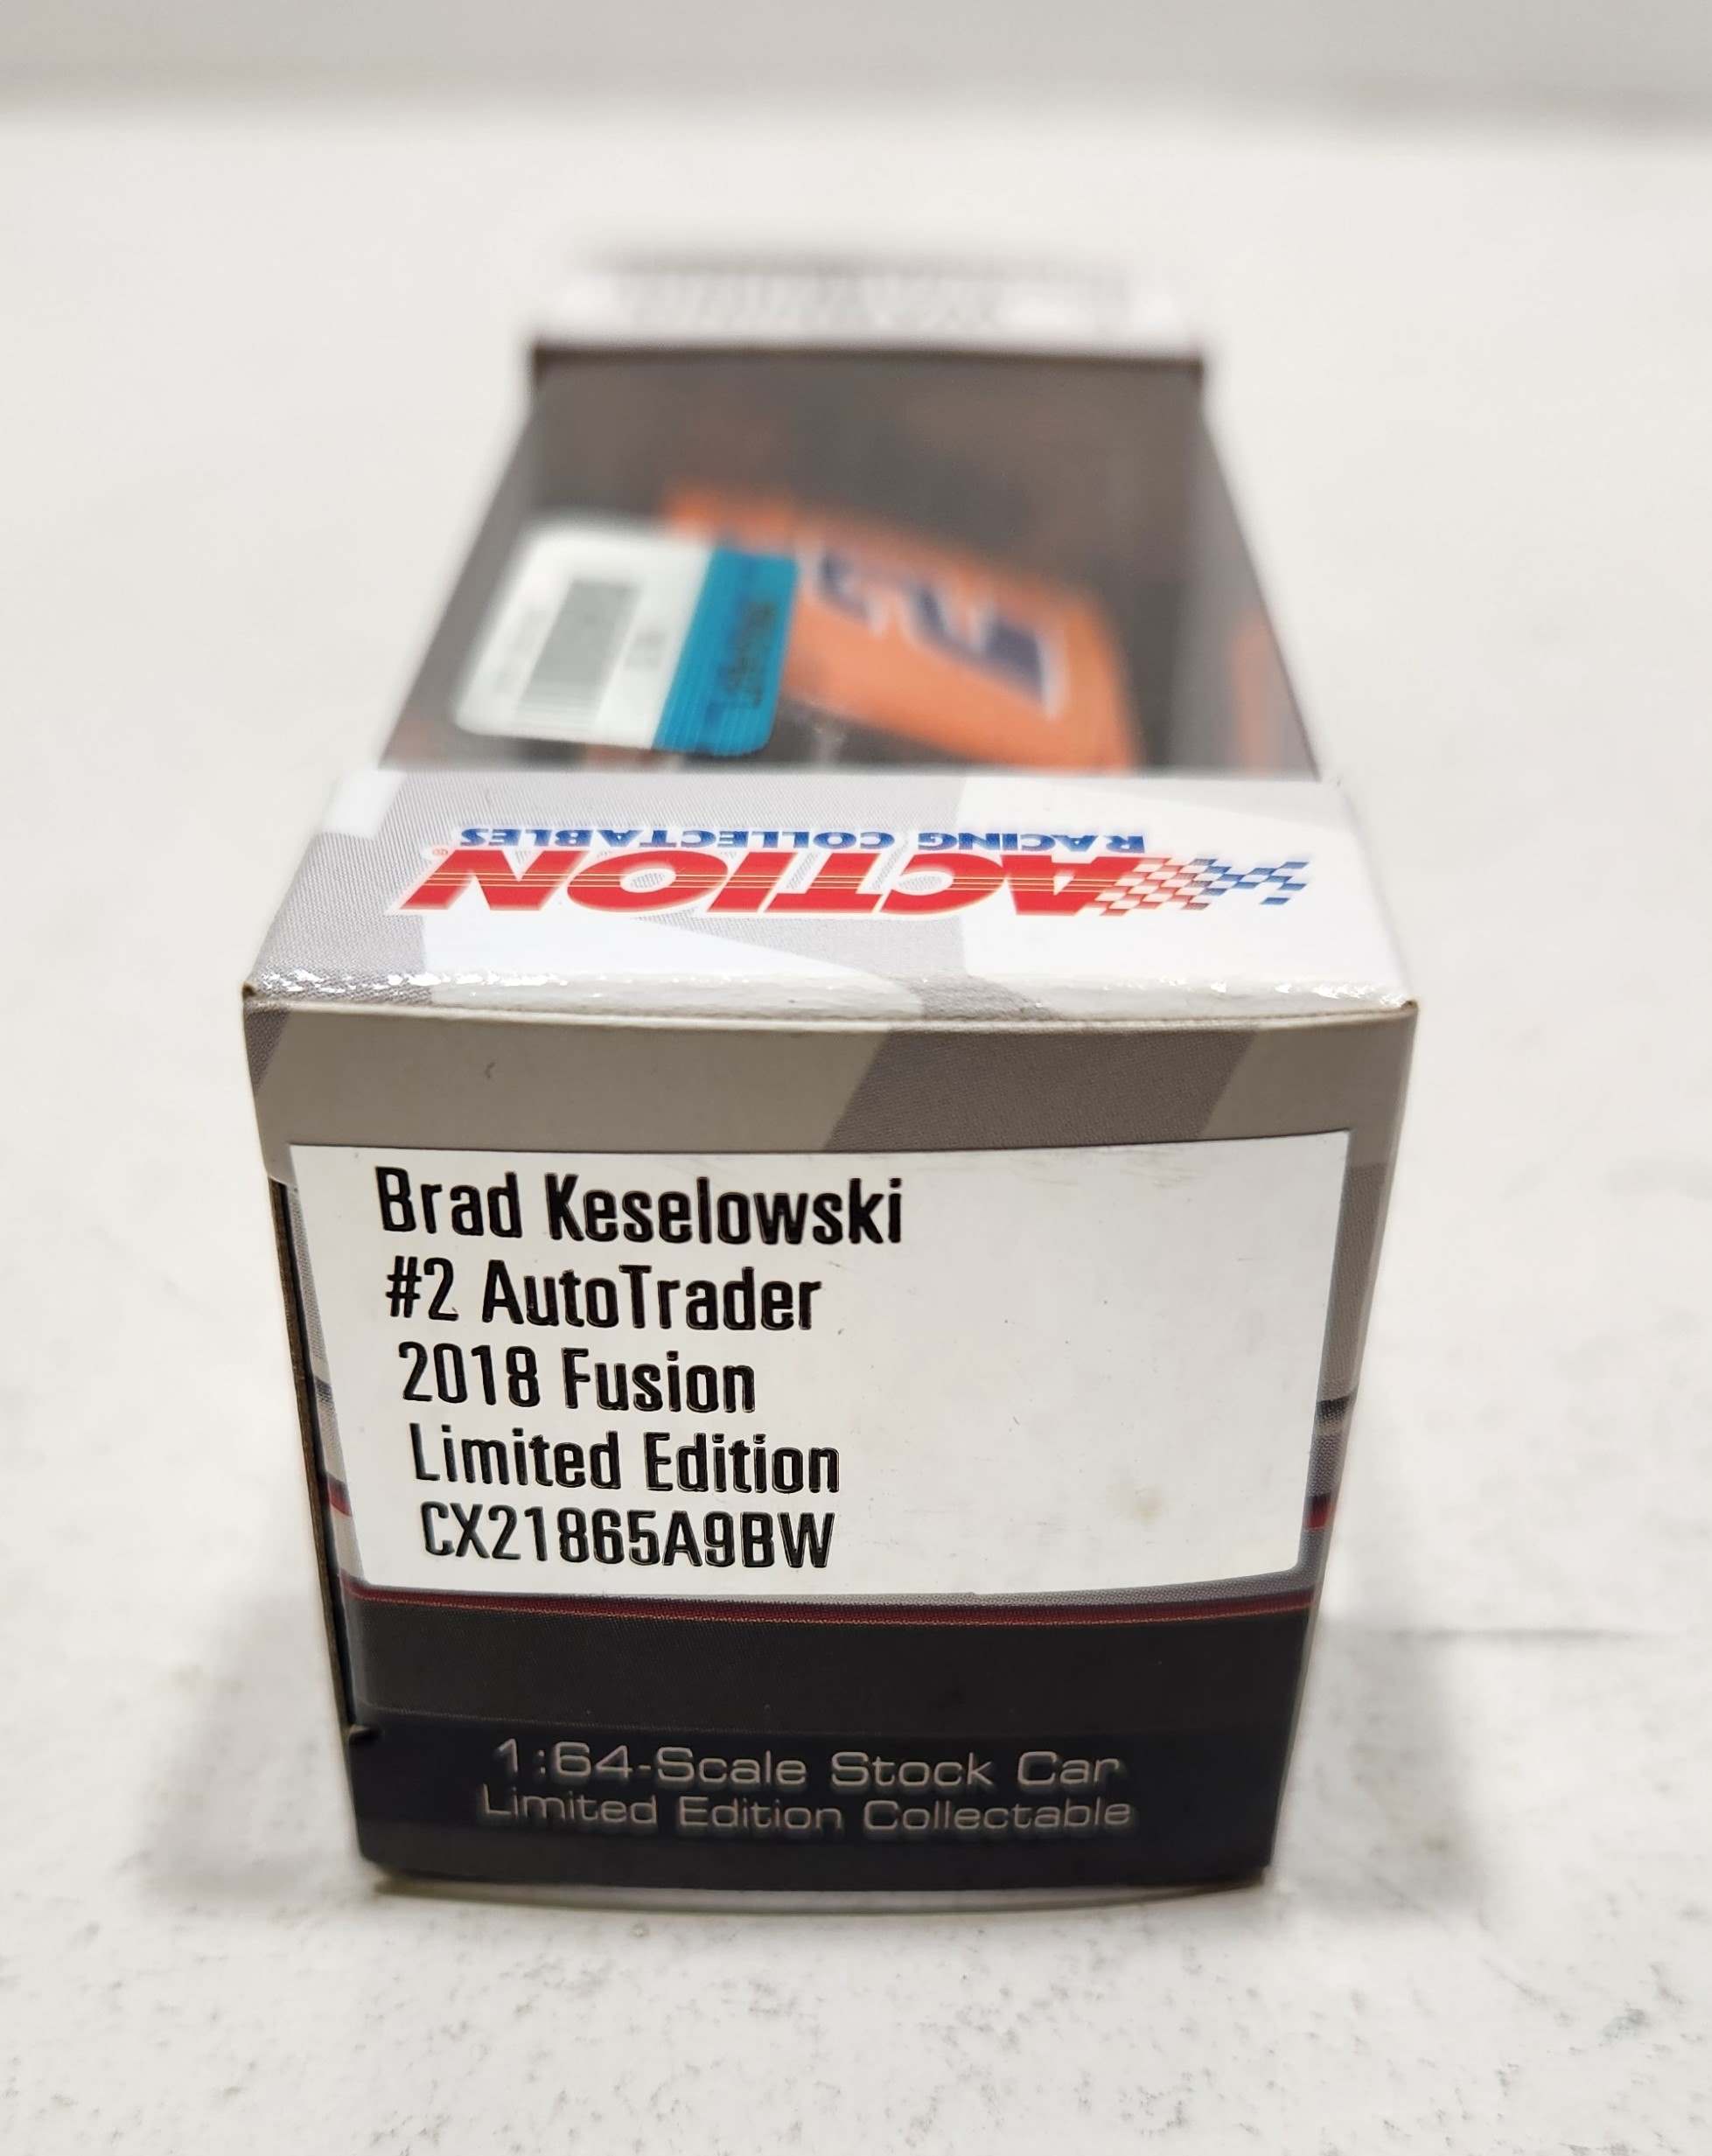 RACING COLLECTABLES
ACTION®
Brad Keselowski
#2 AutoTrader
2018 Fusion
Limited Edition
CX21865A9BW
1:64-Scale Stock Car
Limited Edition Collectable
2